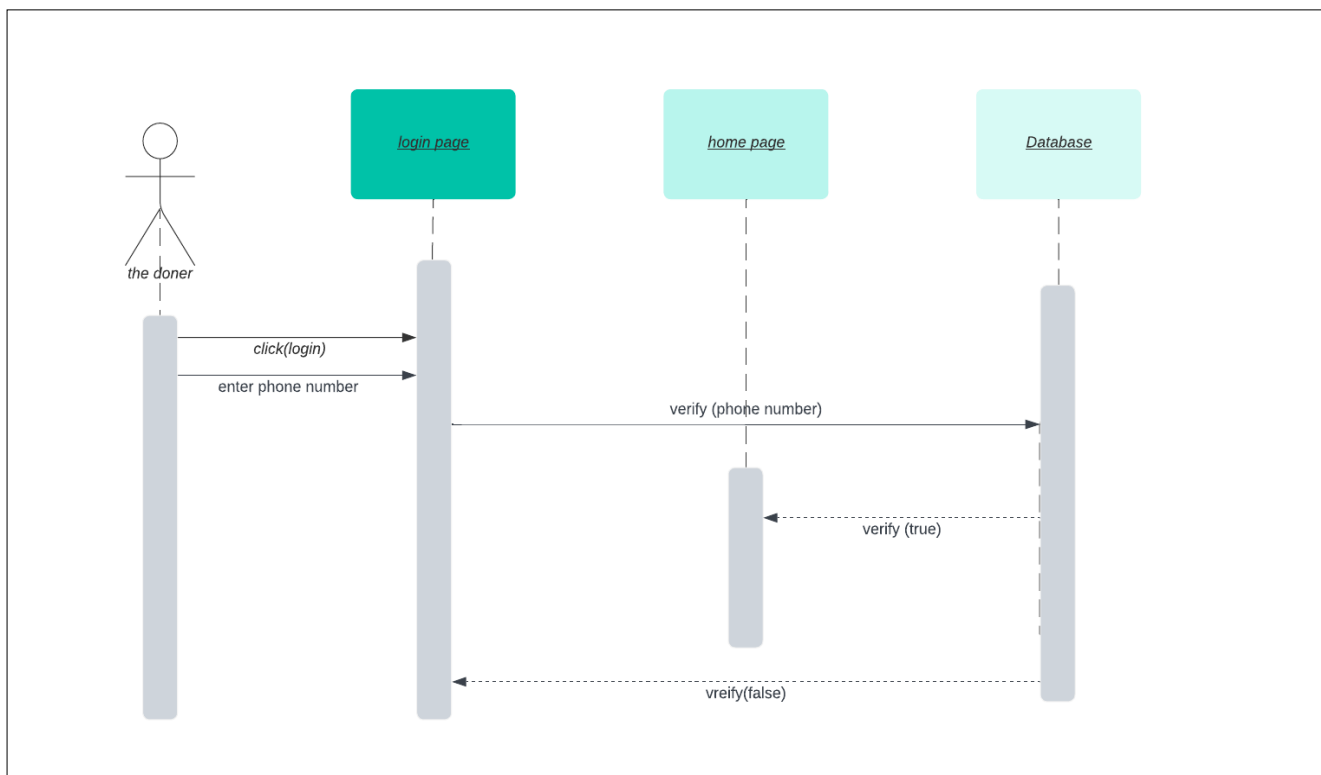 login page
home page
Database
the doner
click(login)
enter phone number
verify (phone number)
verify (true)
vreify(false)